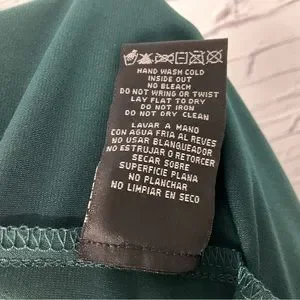 HAND WASH COLD
INSIDE OUT
NO BLEACH
DO NOT WRING OR TWIST
LAY FLAT TO DRY
DO NOT IRON
DO NOT DRY CLEAN
LAVAR A MANO
CON AGUA FRIA AL REVES
NO USAR BLANQUEADOR
NO ESTRUJAR O RETORCER
SECAR SOBRE
SUPERFICIE PLANA
NO PLANCHAR
NO LIMPIAR EN SECO